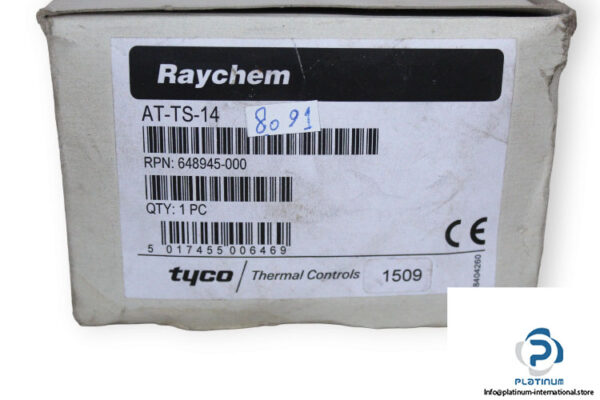 Raychem
AT-TS-14
8091
RPN: 648945-000
QTY: 1 PC
5 017455 006469
tyco / Thermal Controls 1509
CE
8404260
PLATINUM
Info@platinum-international.store